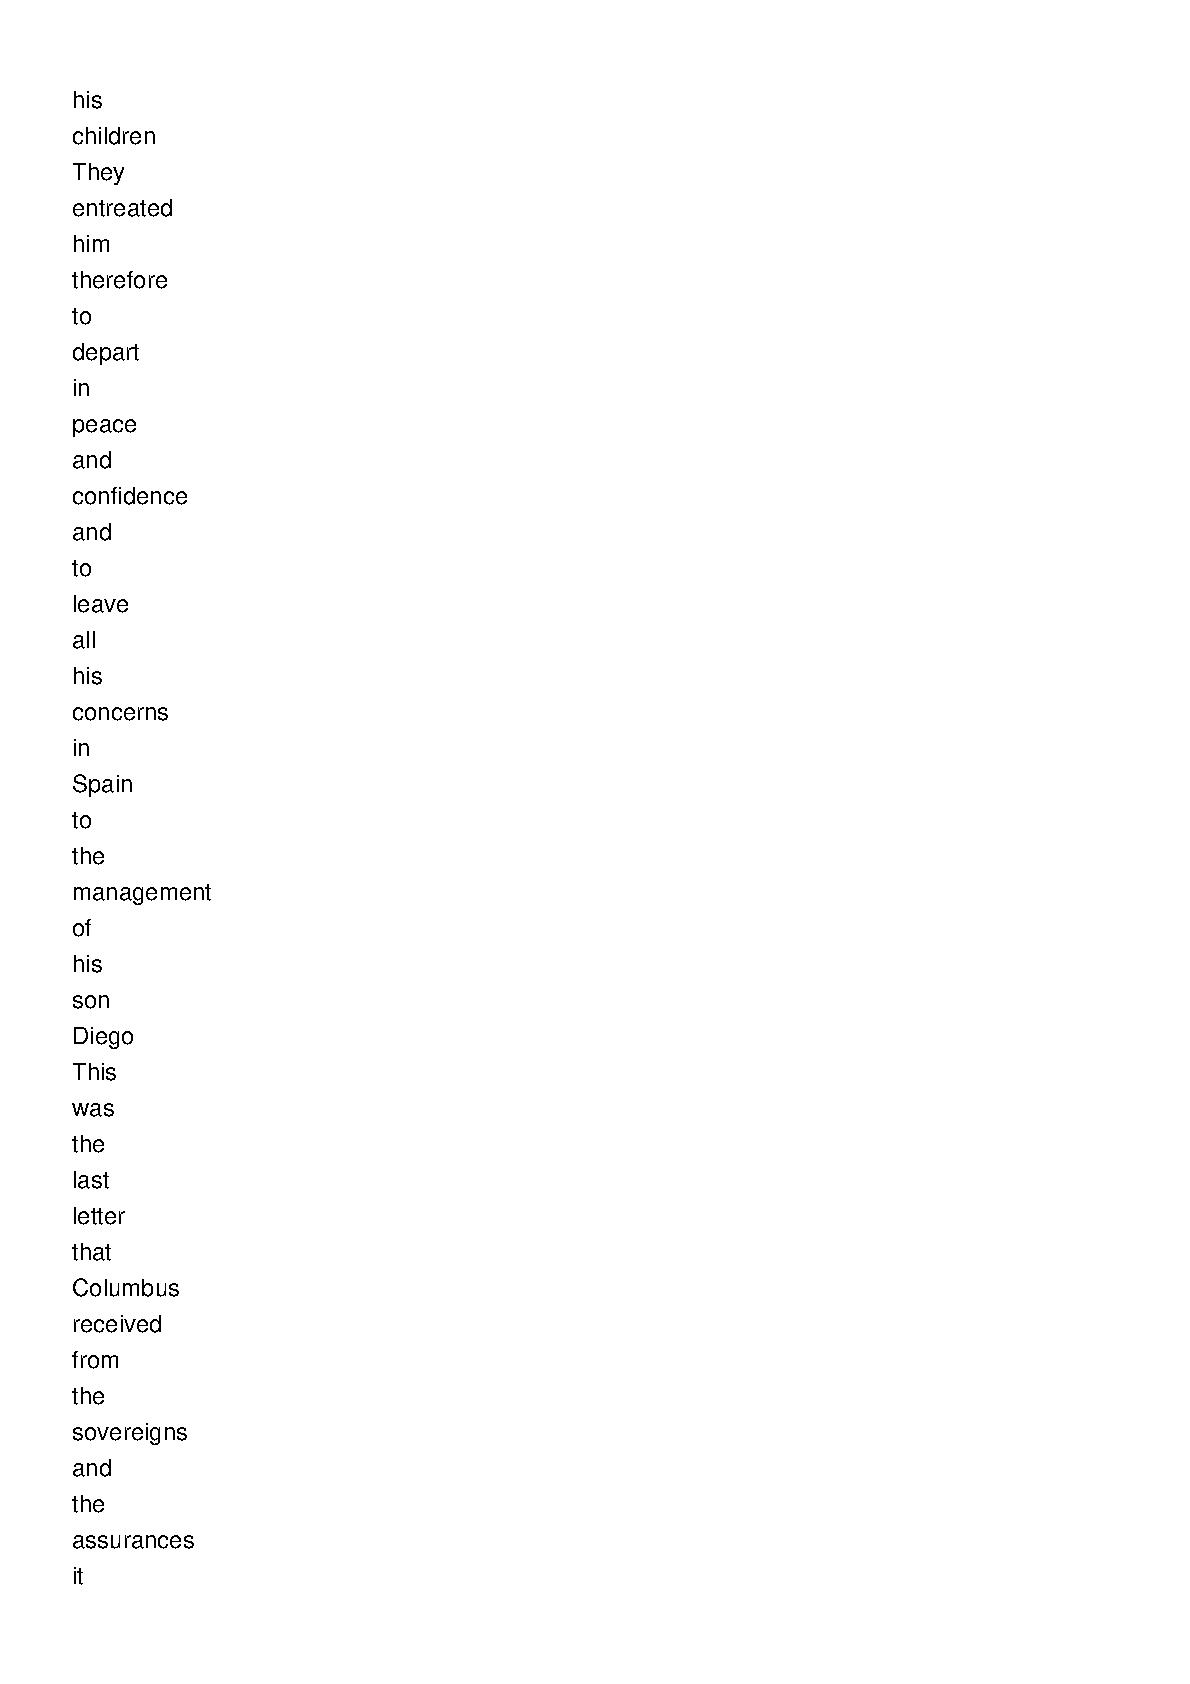 his
children
They
entreated
him
therefore
to
depart
in
peace
and
confidence
and
to
leave
all
his
concerns
in
Spain
to
the
management
of
his
son
Diego
This
was
the
last
letter
that
Columbus
received
from
the
sovereigns
and
the
assurances
it